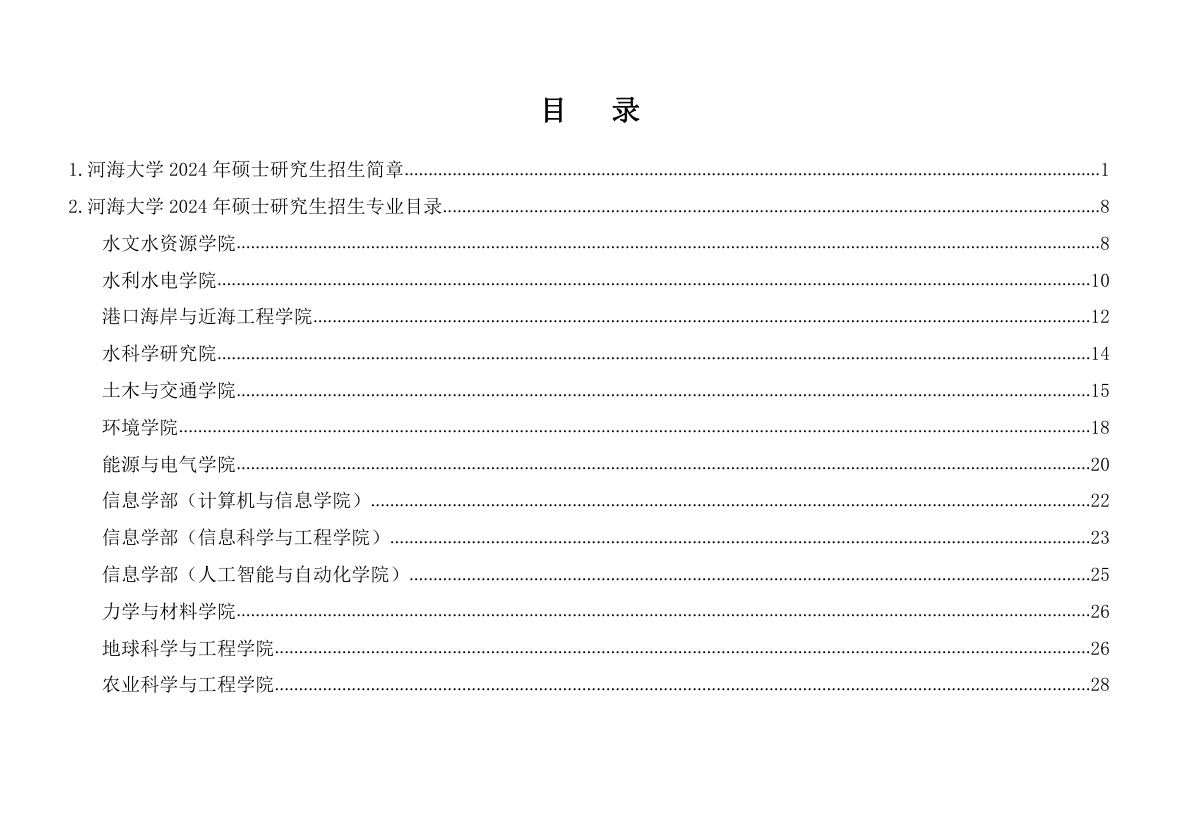 目 录
1.河海大学 2024 年硕士研究生招生简章........................................1
2.河海大学 2024 年硕士研究生招生专业目录........................................8
水文水资源学院........................................8
水利水电学院........................................10
港口海岸与近海工程学院........................................12
水科学研究院........................................14
土木与交通学院........................................15
环境学院........................................18
能源与电气学院........................................20
信息学部（计算机与信息学院）........................................22
信息学部（信息科学与工程学院）........................................23
信息学部（人工智能与自动化学院）........................................25
力学与材料学院........................................26
地球科学与工程学院........................................26
农业科学与工程学院........................................28